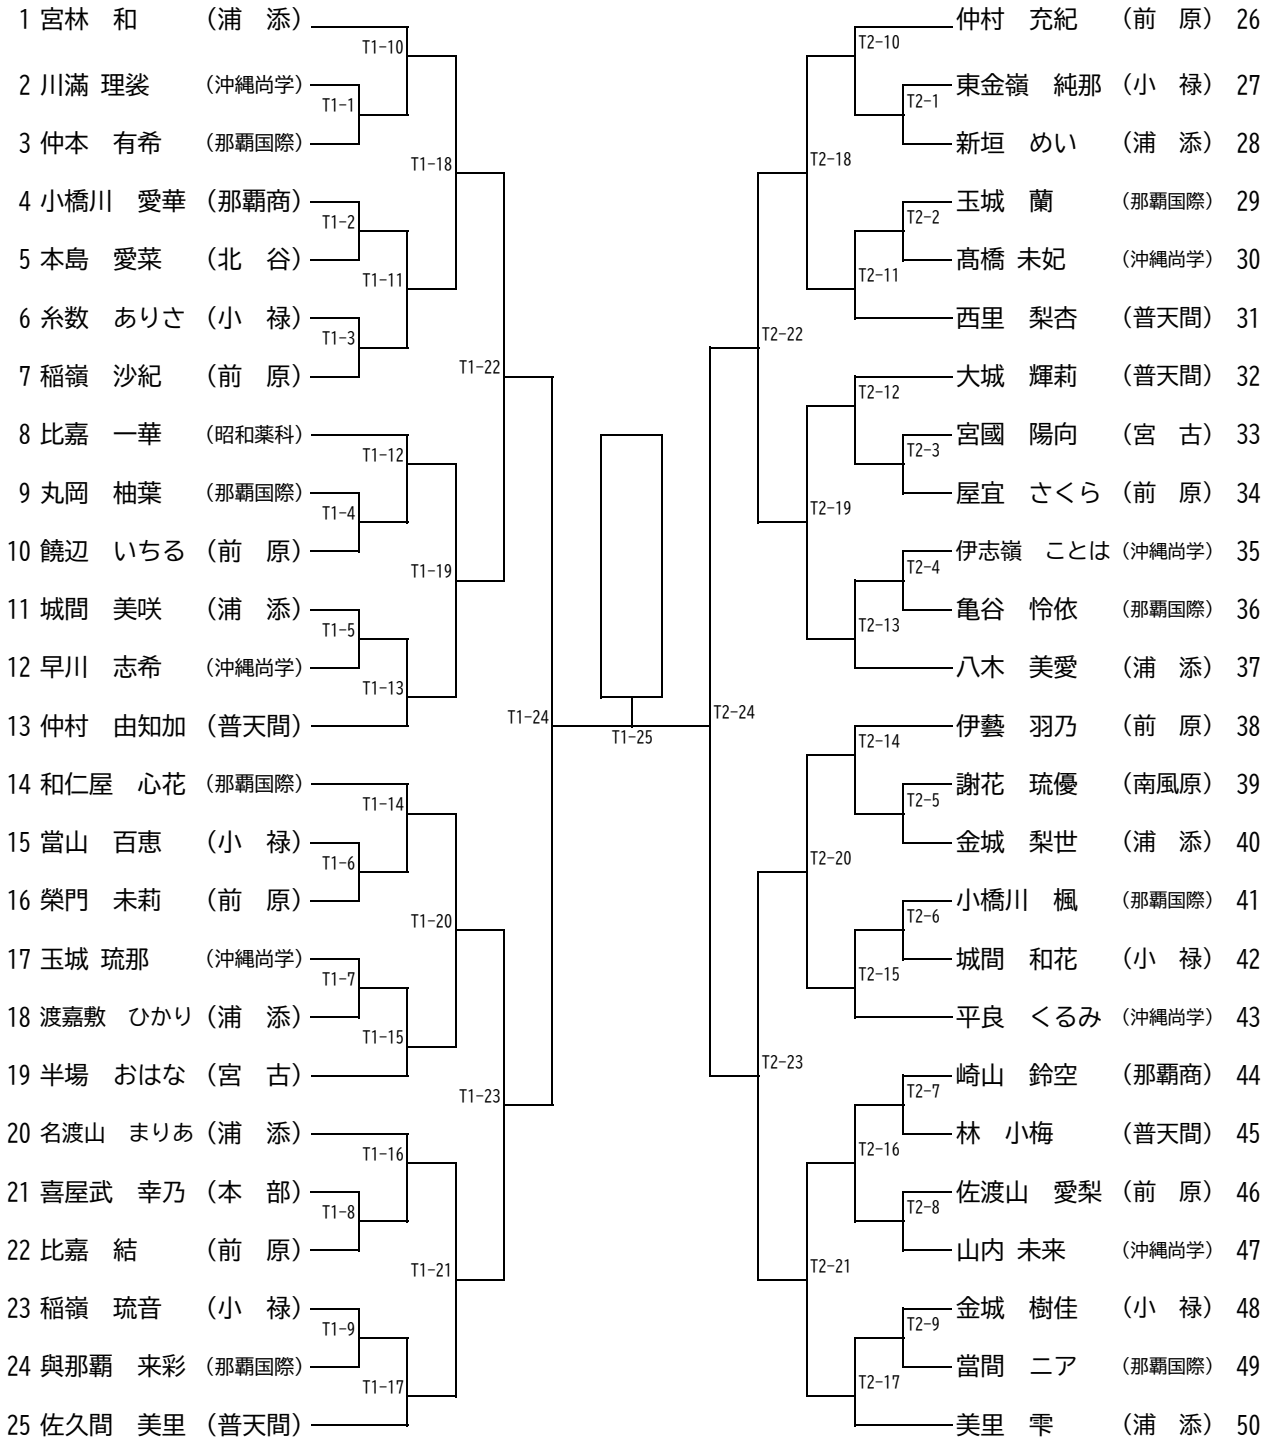 1 宮林　和　（浦　添）
2 川滿 理裟　（沖縄尚学）
3 仲本　有希　（那覇国際）
4 小橋川　愛華　（那覇商）
5 本島　愛菜　（北　谷）
6 糸数　ありさ　（小　禄）
7 稲嶺　沙紀　（前　原）
8 比嘉　一華　（昭和薬科）
9 丸岡　柚葉　（那覇国際）
10 饒辺　いちる　（前　原）
11 城間　美咲　（浦　添）
12 早川　志希　（沖縄尚学）
13 仲村　由知加　（普天間）
14 和仁屋　心花　（那覇国際）
15 當山　百恵　（小　禄）
16 榮門　未莉　（前　原）
17 玉城 琉那　（沖縄尚学）
18 渡嘉敷　ひかり　（浦　添）
19 半場　おはな　（宮　古）
20 名渡山　まりあ　（浦　添）
21 喜屋武　幸乃　（本　部）
22 比嘉　結　（前　原）
23 稲嶺　琉音　（小　禄）
24 與那覇　来彩　（那覇国際）
25 佐久間　美里　（普天間）
T1-1
T1-2
T1-3
T1-4
T1-5
T1-6
T1-7
T1-8
T1-9
T1-10
T1-11
T1-12
T1-13
T1-14
T1-15
T1-16
T1-17
T1-18
T1-19
T1-20
T1-21
T1-22
T1-23
T1-24
T1-25
T2-24
T2-22
T2-23
T2-18
T2-19
T2-20
T2-21
T2-10
T2-11
T2-12
T2-13
T2-14
T2-15
T2-16
T2-17
T2-1
T2-2
T2-3
T2-4
T2-5
T2-6
T2-7
T2-8
T2-9
仲村　充紀　（前　原） 26
東金嶺　純那　（小　禄） 27
新垣　めい　（浦　添） 28
玉城　蘭　（那覇国際） 29
髙橋 未妃　（沖縄尚学） 30
西里　梨杏　（普天間） 31
大城　輝莉　（普天間） 32
宮國　陽向　（宮　古） 33
屋宜　さくら　（前　原） 34
伊志嶺　ことは　（沖縄尚学） 35
亀谷　怜依　（那覇国際） 36
八木　美愛　（浦　添） 37
伊藝　羽乃　（前　原） 38
謝花　琉優　（南風原） 39
金城　梨世　（浦　添） 40
小橋川　楓　（那覇国際） 41
城間　和花　（小　禄） 42
平良　くるみ　（沖縄尚学） 43
崎山　鈴空　（那覇商） 44
林　小梅　（普天間） 45
佐渡山　愛梨　（前　原） 46
山内 未来　（沖縄尚学） 47
金城　樹佳　（小　禄） 48
當間　ニア　（那覇国際） 49
美里　雫　（浦　添） 50